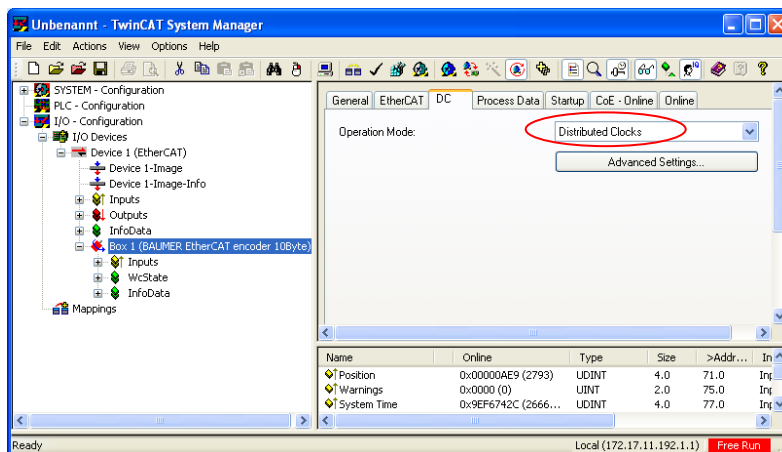 Unbenannt - TwinCAT System Manager
File Edit Actions View Options Help
SYSTEM - Configuration
PLC - Configuration
I/O - Configuration
I/O Devices
Device 1 (EtherCAT)
Device 1-Image
Device 1-Image-Info
Inputs
Outputs
InfoData
Box 1 (BAUMER EtherCAT encoder 10Byte)
Inputs
WcState
InfoData
Mappings
General EtherCAT DC Process Data Startup CoE - Online Online
Operation Mode: Distributed Clocks
Advanced Settings...
Name Online Type Size >Addr... In
Position 0x00000AE9 (2793) UDINT 4.0 71.0 Inp
Warnings 0x0000 (0) UINT 2.0 75.0 Inp
System Time 0x9EF6742C (2666... UDINT 4.0 77.0 Inp
Ready Local (172.17.11.192.1.1) Free Run